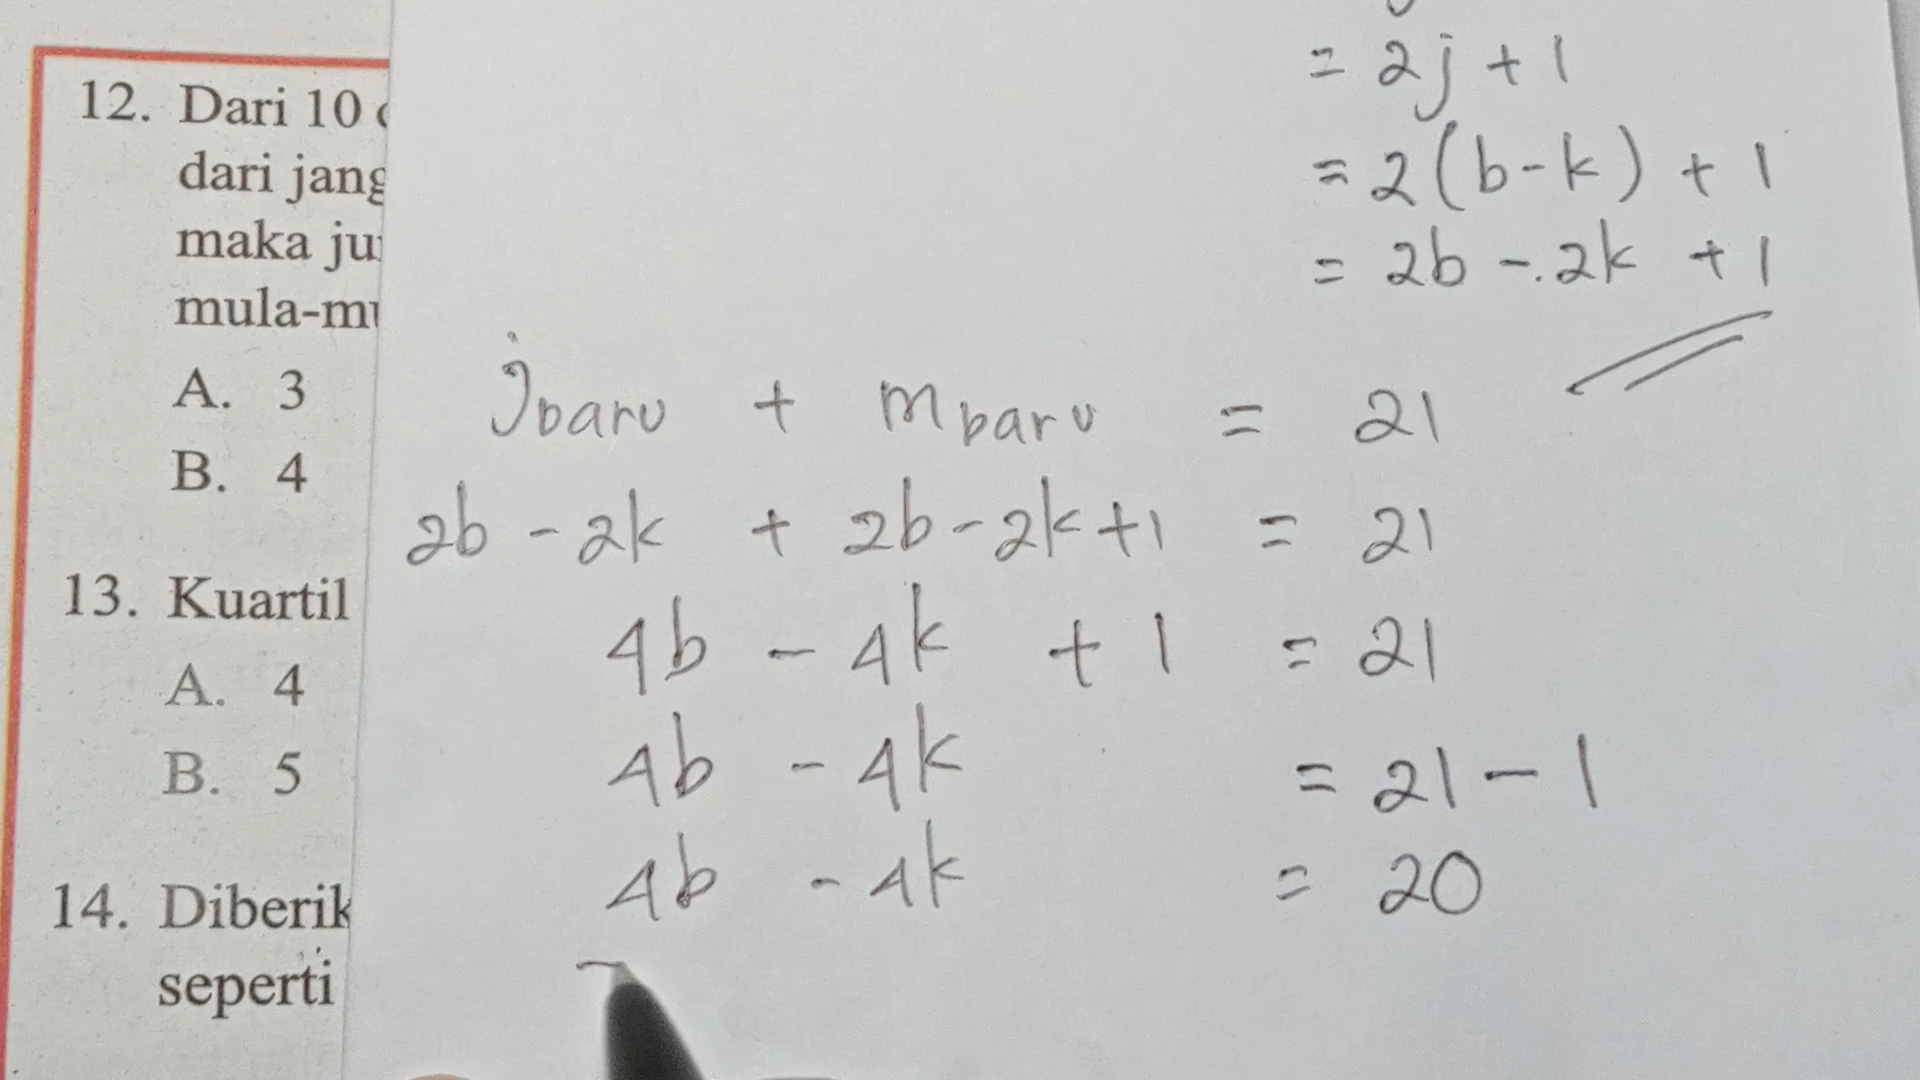 = 2j + 1
= 2(b-k) + 1
= 2b - 2k + 1
12. Dari 10
dari jang
maka ju
mula-mu
A. 3
B. 4
13. Kuartil
A. 4
B. 5
14. Diberik
seperti
jbaru + mbaru = 21
2b - 2k + 2b - 2k + 1 = 21
4b - 4k + 1 = 21
4b - 4k = 21 - 1
4b - 4k = 20